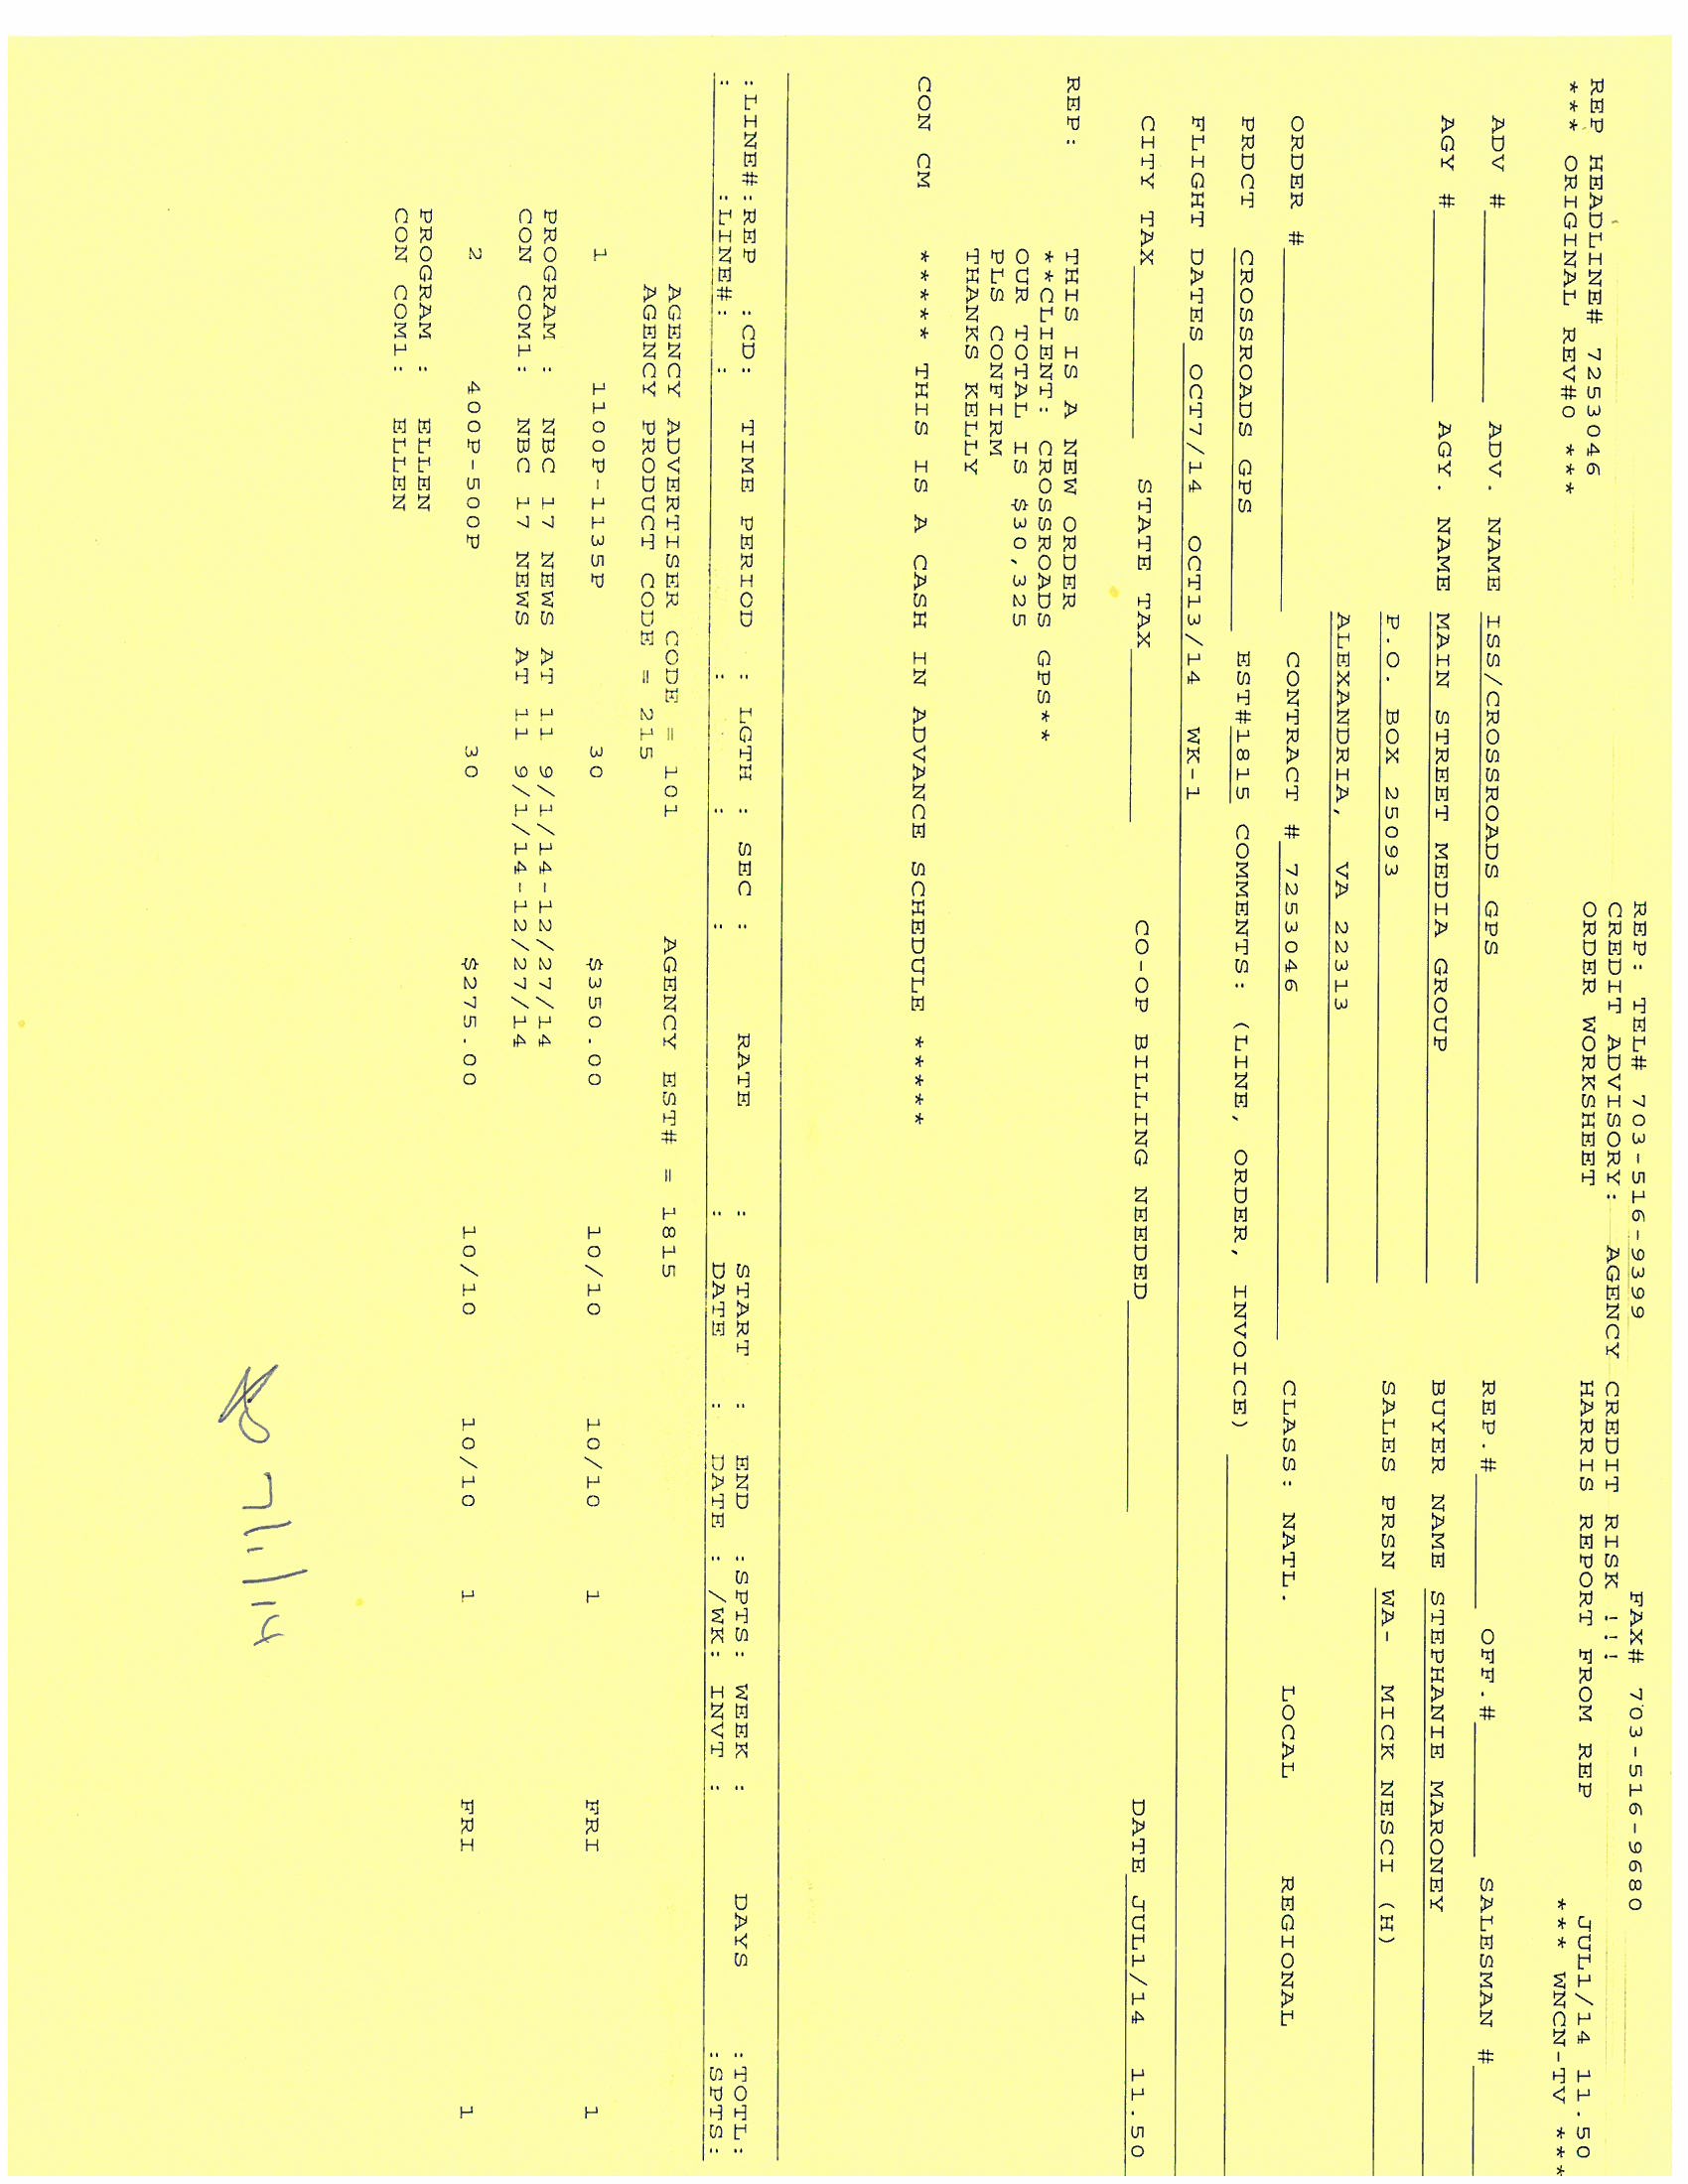 REP: TEL# 703-516-9399 FAX# 703-516-9680
CREDIT ADVISORY: AGENCY CREDIT RISK !!!
REP HEADLINE# 7253046 ORDER WORKSHEET HARRIS REPORT FROM REP JUL1/14 11.50
*** ORIGINAL REV#0 *** *** WNCN-TV ***
ADV # ADV. NAME ISS/CROSSROADS GPS REP.# OFF.# SALESMAN #
AGY # AGY. NAME MAIN STREET MEDIA GROUP BUYER NAME STEPHANIE MARONEY
P.O. BOX 25093 SALES PRSN WA- MICK NESCI (H)
ALEXANDRIA, VA 22313
ORDER # CONTRACT # 7253046 CLASS: NATL. LOCAL REGIONAL
PRDCT CROSSROADS GPS EST#1815 COMMENTS: (LINE, ORDER, INVOICE)
FLIGHT DATES OCT7/14 OCT13/14 WK-1
CITY TAX STATE TAX CO-OP BILLING NEEDED DATE JUL1/14 11.50
REP: THIS IS A NEW ORDER
**CLIENT: CROSSROADS GPS**
OUR TOTAL IS $30,325
PLS CONFIRM
THANKS KELLY
CON CM ***** THIS IS A CASH IN ADVANCE SCHEDULE *****
:LINE#:REP :CD: TIME PERIOD : LGTH : SEC : RATE : START : END :SPTS: WEEK : DAYS :TOTL:
: :LINE#: : : : : : DATE : DATE : /WK: INVT : :SPTS:
AGENCY ADVERTISER CODE = 101 AGENCY EST# = 1815
AGENCY PRODUCT CODE = 215
1 1100P-1135P 30 $350.00 10/10 10/10 1 FRI 1
PROGRAM : NBC 17 NEWS AT 11 9/1/14-12/27/14
CON COM1: NBC 17 NEWS AT 11 9/1/14-12/27/14
2 400P-500P 30 $275.00 10/10 10/10 1 FRI 1
PROGRAM : ELLEN
CON COM1: ELLEN
7/1/14